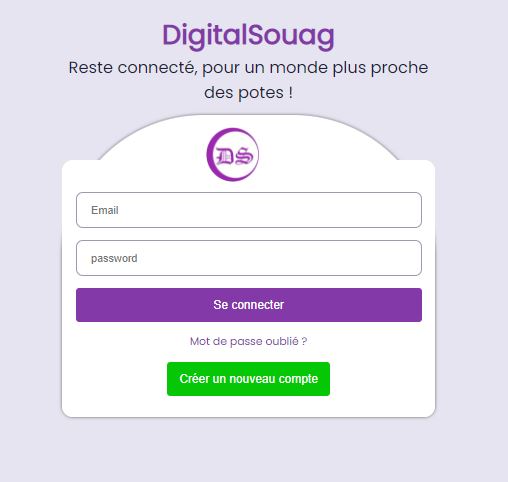 DigitalSouag
Reste connecté, pour un monde plus proche
des potes !
DS
Email
password
Se connecter
Mot de passe oublié ?
Créer un nouveau compte